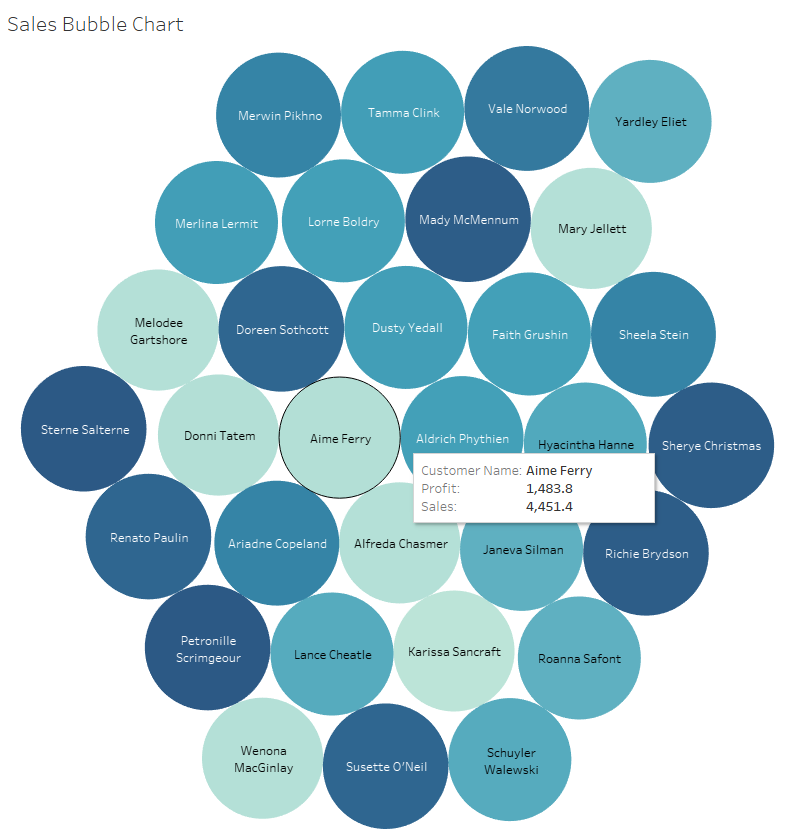 Sales Bubble Chart
Merwin Pikhno
Tamma Clink
Vale Norwood
Yardley Eliet
Merlina Lermit
Lorne Boldry
Mady McMennum
Mary Jellett
Melodee
Gartshore
Doreen Sothcott
Dusty Yedall
Faith Grushin
Sheela Stein
Sterne Salterne
Donni Tatem
Aime Ferry
Aldrich Phythien
Hyacintha Hanne
Sherye Christmas
Customer Name: Aime Ferry
Profit: 1,483.8
Sales: 4,451.4
Renato Paulin
Ariadne Copeland
Alfreda Chasmer
Janeva Silman
Richie Brydson
Petronille
Scrimgeour
Lance Cheatle
Karissa Sancraft
Roanna Safont
Wenona
MacGinlay
Susette O'Neil
Schuyler
Walewski